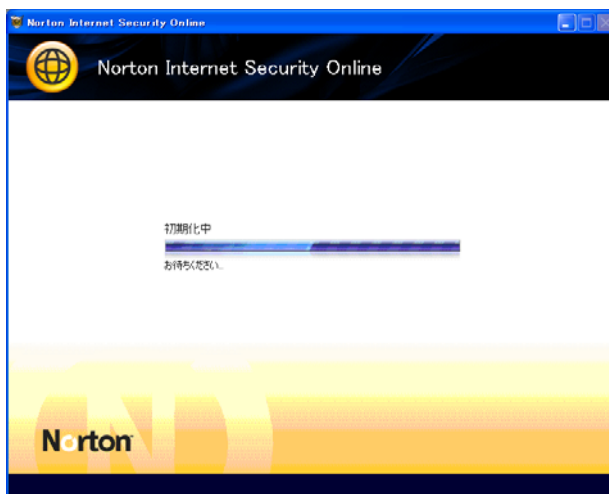 Norton Internet Security Online
Norton Internet Security Online
初期化中
お待ちください...
Norton